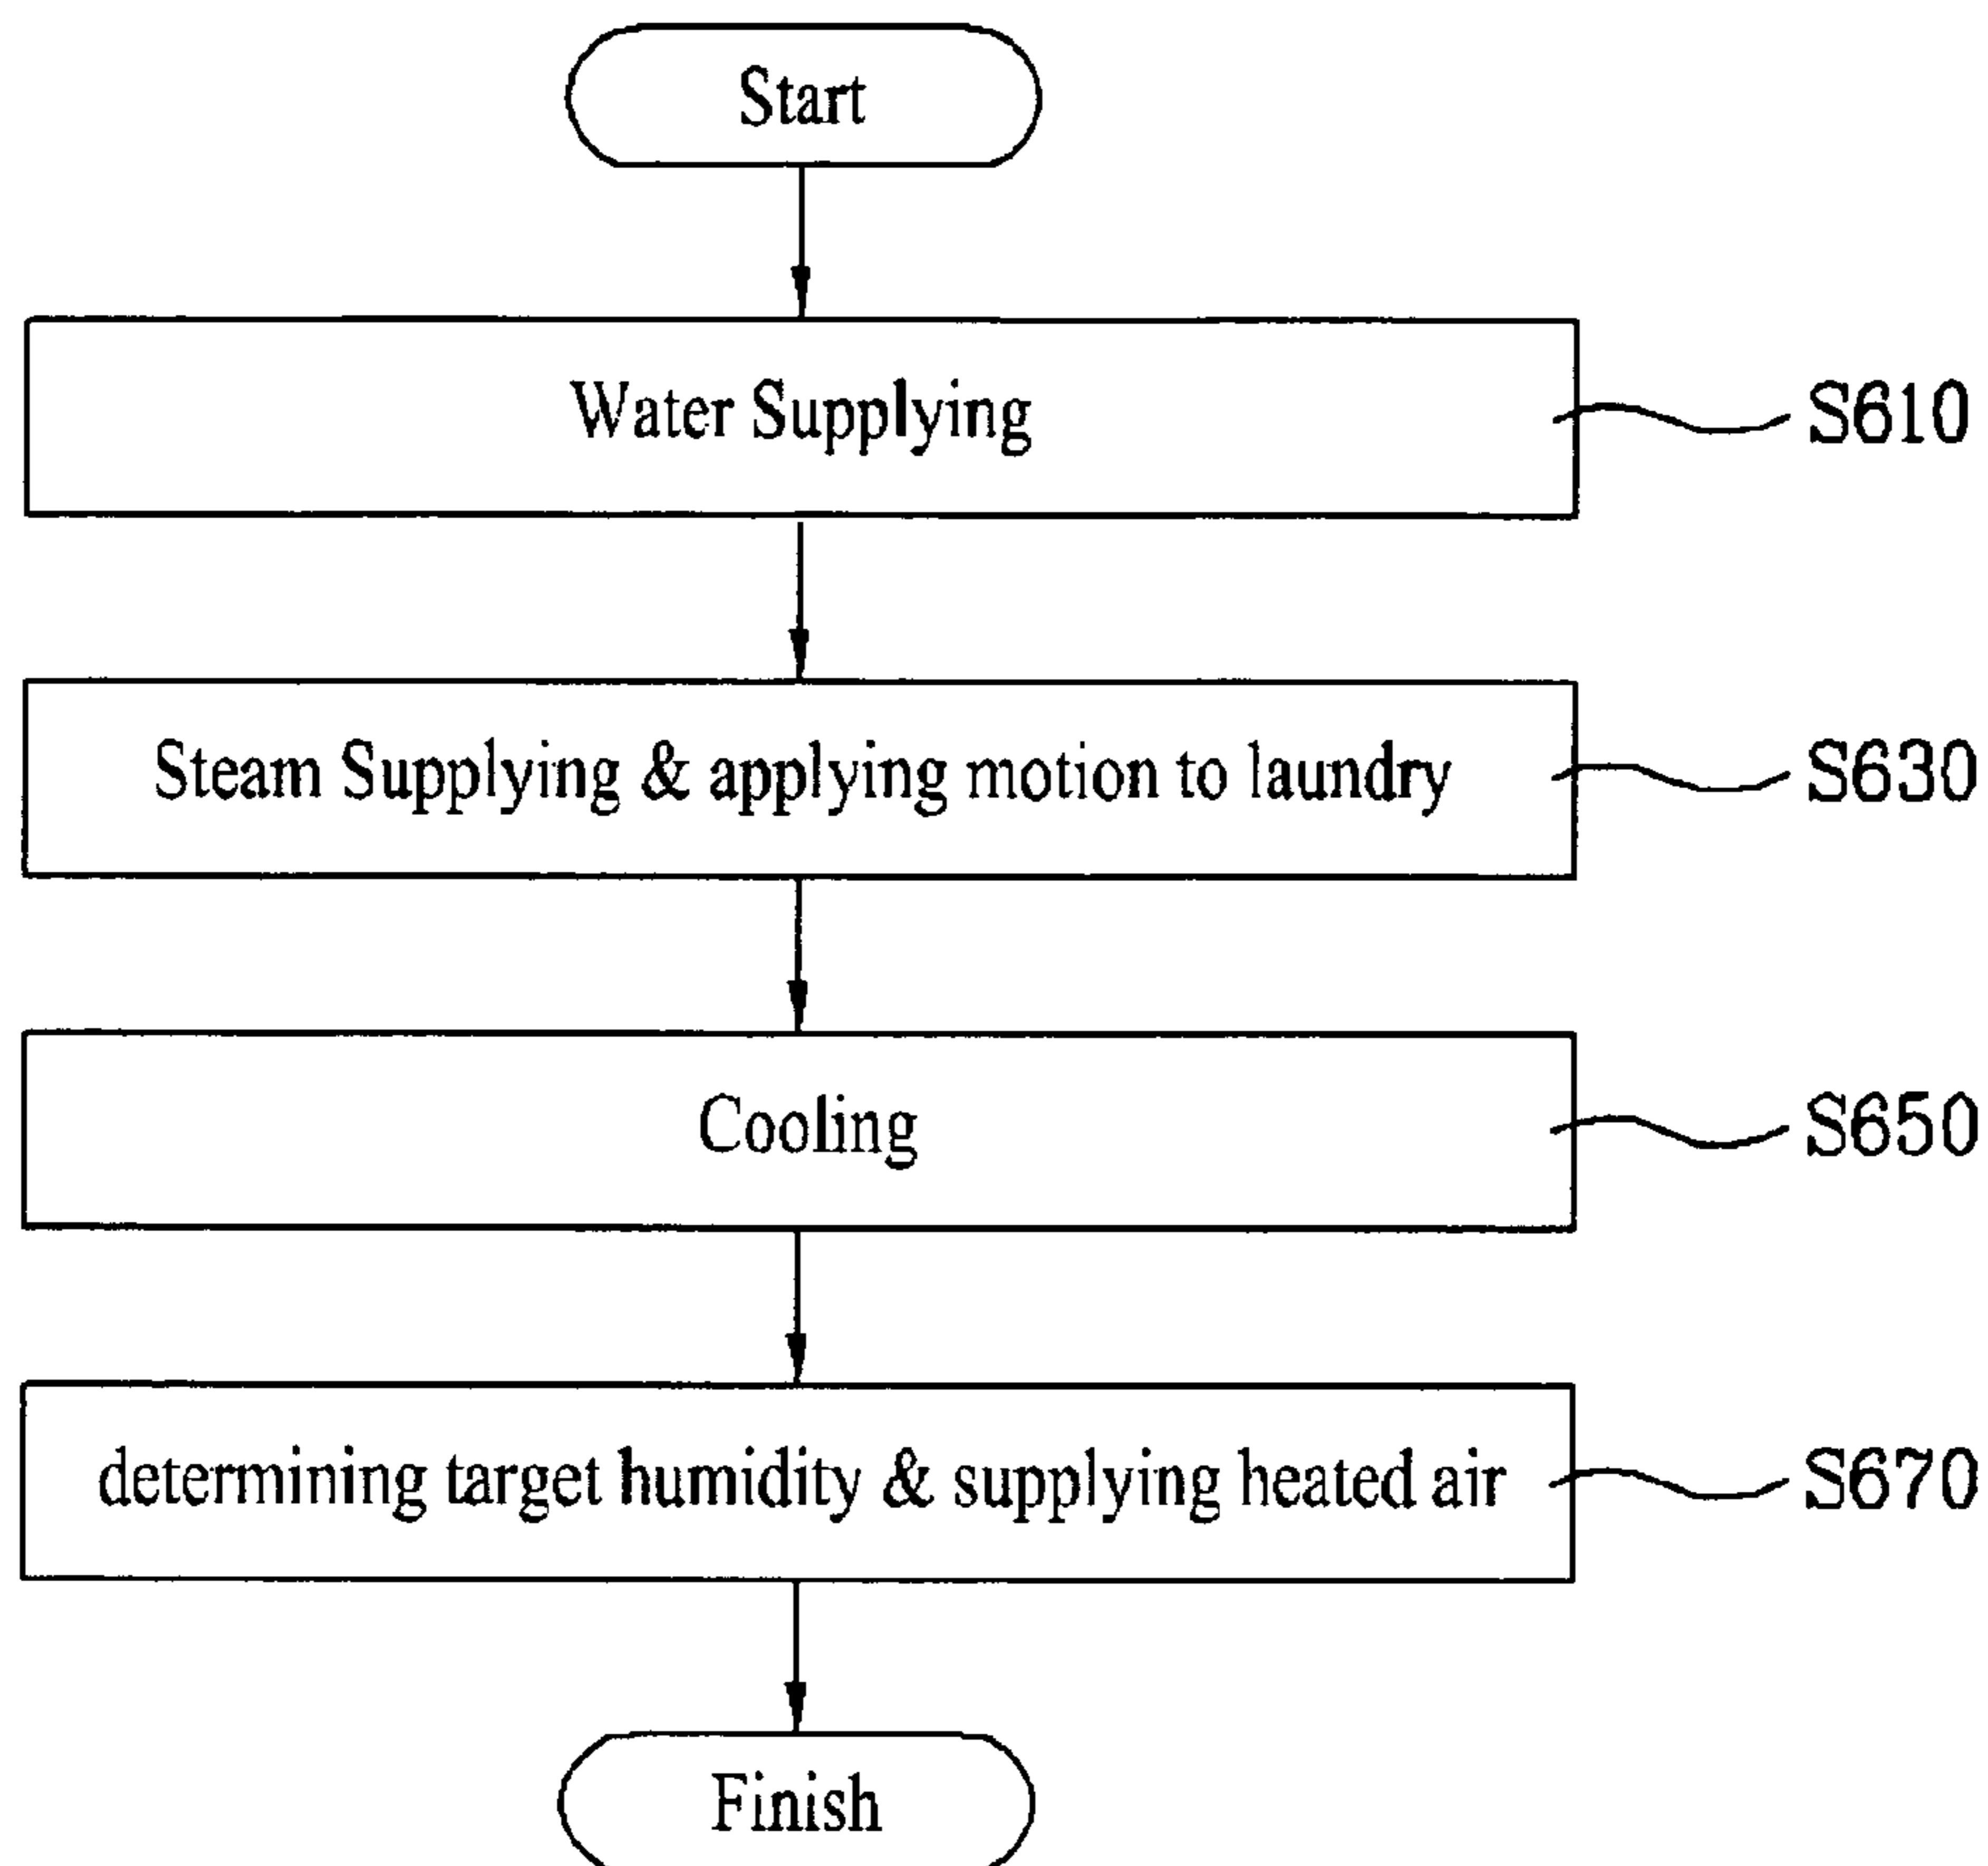 Start
Water Supplying
S610
Steam Supplying & applying motion to laundry
S630
Cooling
S650
determining target humidity & supplying heated air
S670
Finish